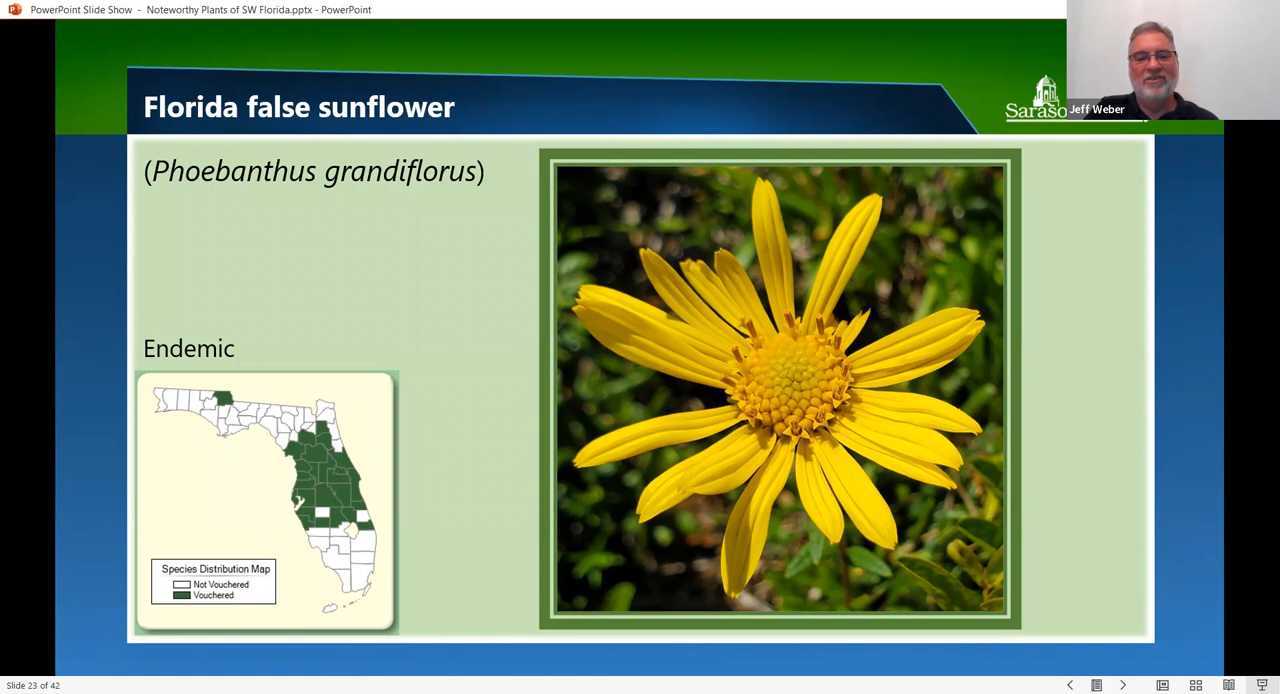 PowerPoint Slide Show - Noteworthy Plants of SW Florida.pptx - PowerPoint
Florida false sunflower
Saraso
Jeff Weber
(Phoebanthus grandiflorus)
Endemic
Species Distribution Map
Not Vouchered
Vouchered
Slide 23 of 42